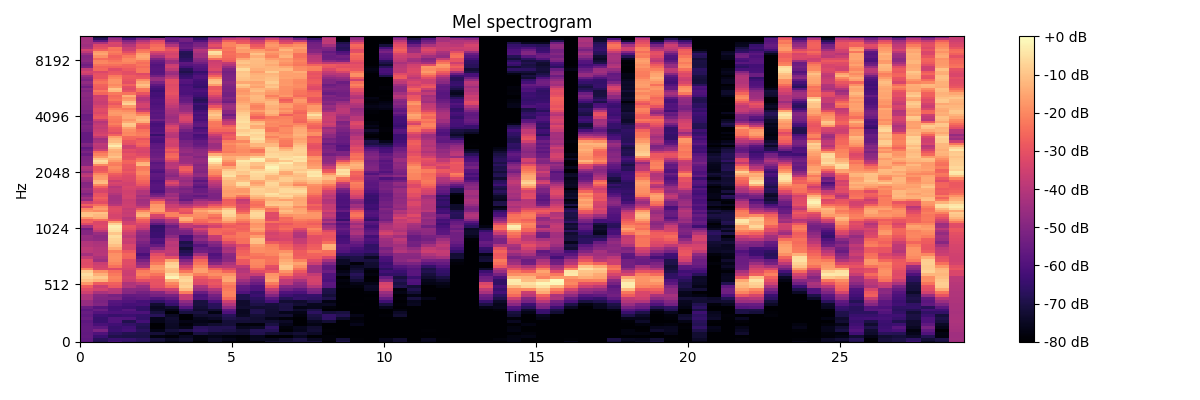 Mel spectrogram
8192
4096
2048
1024
512
0
Hz
0 5 10 15 20 25
Time
+0 dB
-10 dB
-20 dB
-30 dB
-40 dB
-50 dB
-60 dB
-70 dB
-80 dB